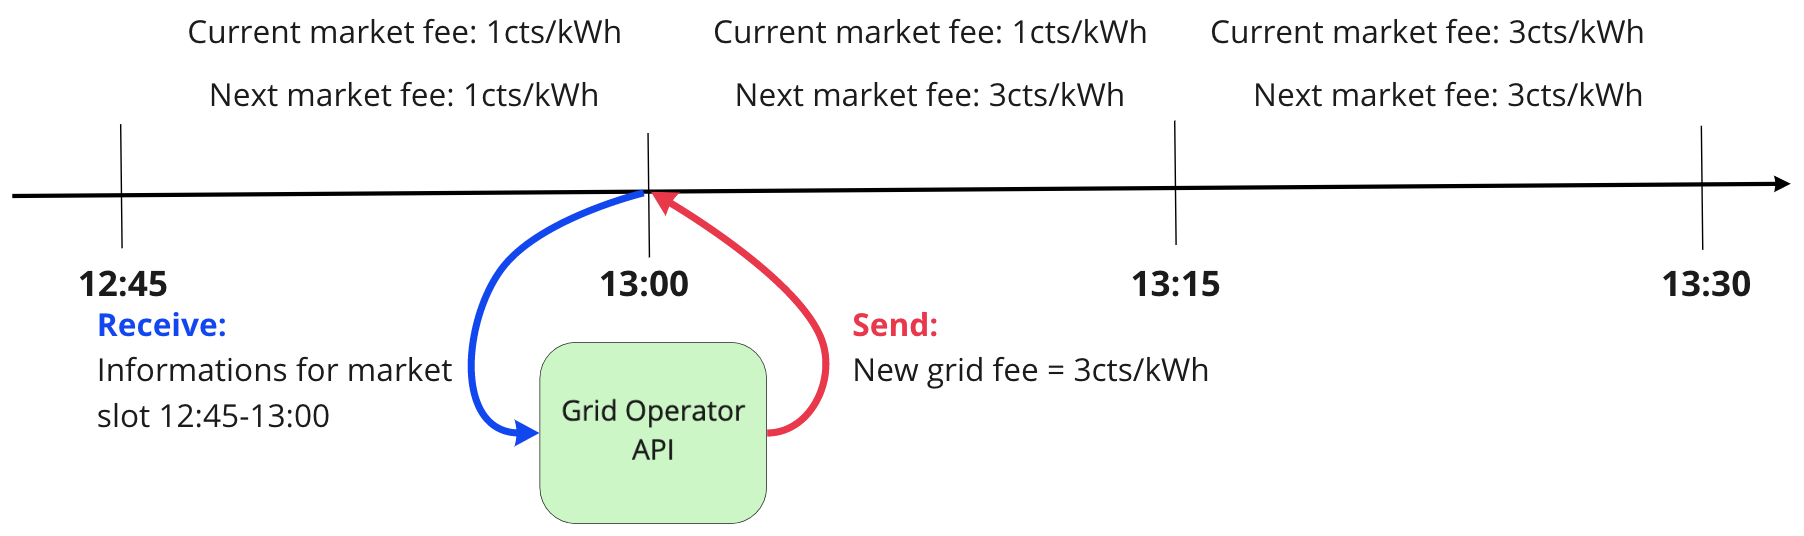 Current market fee: 1cts/kWh
Next market fee: 1cts/kWh
Current market fee: 1cts/kWh
Next market fee: 3cts/kWh
Current market fee: 3cts/kWh
Next market fee: 3cts/kWh
12:45
13:00
13:15
13:30
Receive:
Informations for market
slot 12:45-13:00
Grid Operator
API
Send:
New grid fee = 3cts/kWh